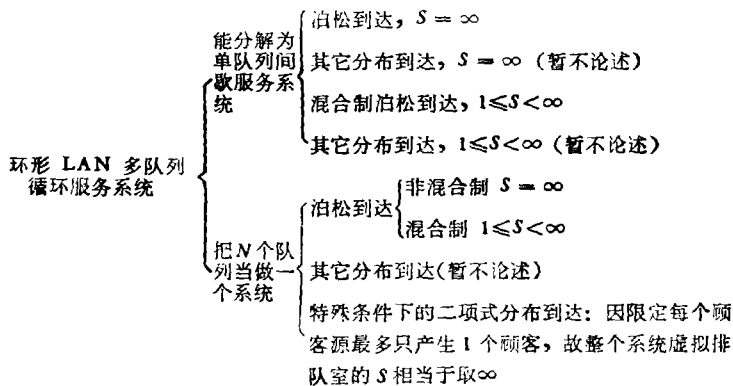 环形 LAN 多队列
循环服务系统
能分解为
单队列间
歇服务系
统
泊松到达，S = ∞
其它分布到达，S = ∞（暂不论述）
混合制泊松到达，1≤S<∞
其它分布到达，1≤S<∞（暂不论述）
把N个队
列当做一
个系统
泊松到达
非混合制 S = ∞
混合制 1≤S<∞
其它分布到达(暂不论述)
特殊条件下的二项式分布到达：因限定每个顾
客源最多只产生1个顾客，故整个系统虚拟排
队室的S相当于取∞